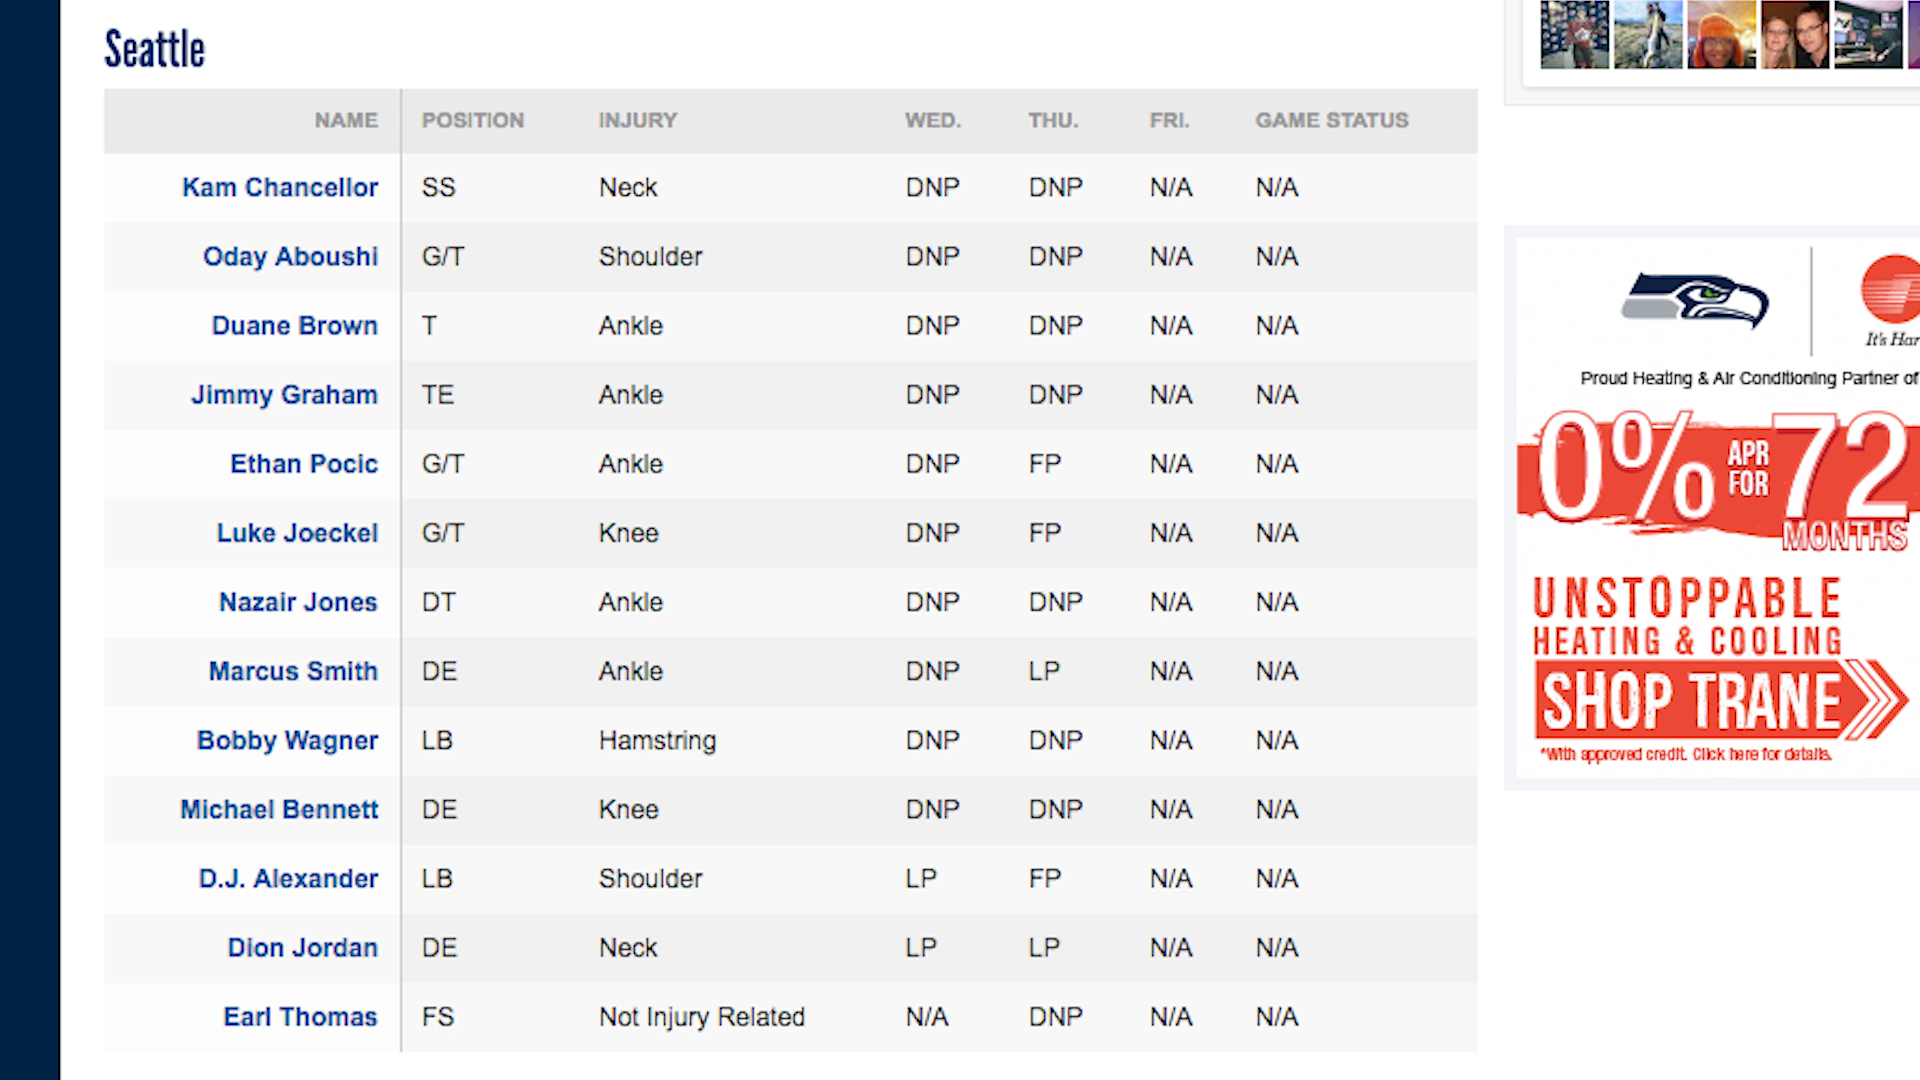 Seattle
NAME POSITION INJURY WED. THU. FRI. GAME STATUS
Kam Chancellor SS Neck DNP DNP N/A N/A
Oday Aboushi G/T Shoulder DNP DNP N/A N/A
Duane Brown T Ankle DNP DNP N/A N/A
Jimmy Graham TE Ankle DNP DNP N/A N/A
Ethan Pocic G/T Ankle DNP FP N/A N/A
Luke Joeckel G/T Knee DNP FP N/A N/A
Nazair Jones DT Ankle DNP DNP N/A N/A
Marcus Smith DE Ankle DNP LP N/A N/A
Bobby Wagner LB Hamstring DNP DNP N/A N/A
Michael Bennett DE Knee DNP DNP N/A N/A
D.J. Alexander LB Shoulder LP FP N/A N/A
Dion Jordan DE Neck LP LP N/A N/A
Earl Thomas FS Not Injury Related N/A DNP N/A N/A
It's Har
Proud Heating & Air Conditioning Partner of
0% APR FOR 72
MONTHS
UNSTOPPABLE
HEATING & COOLING
SHOP TRANE
*With approved credit. Click here for details.